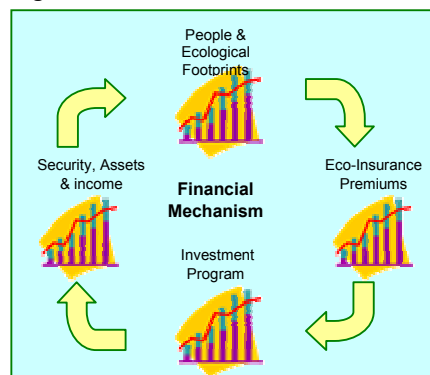 People &
Ecological
Footprints
Security, Assets
& income
Eco-Insurance
Premiums
Financial
Mechanism
Investment
Program